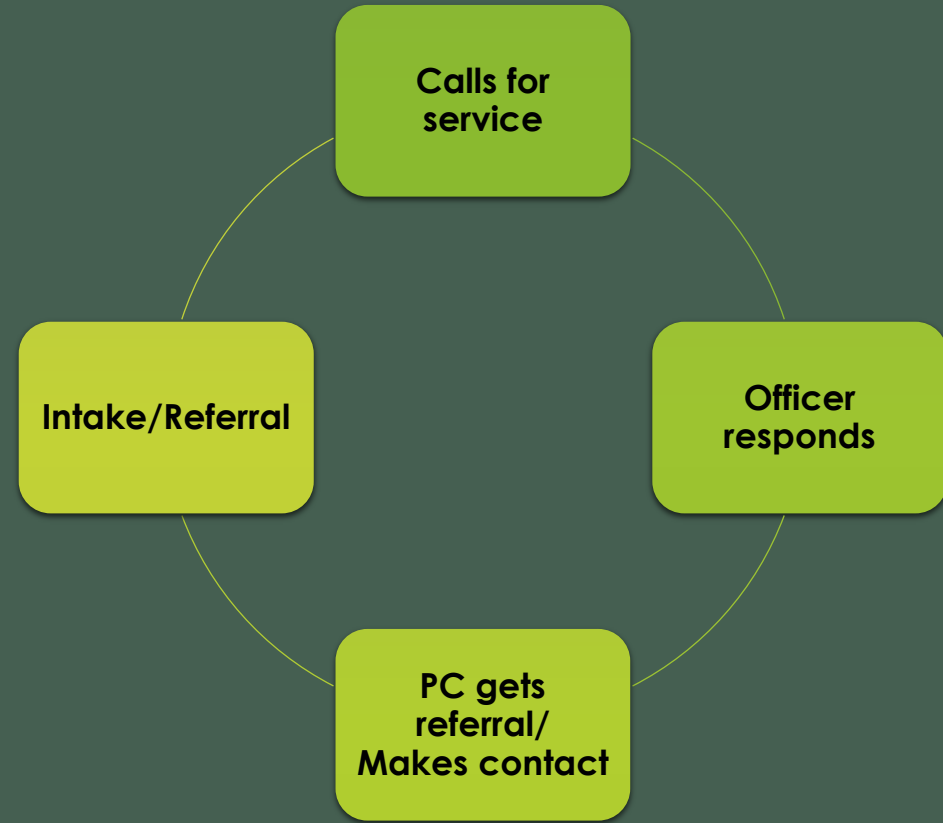 Calls for
service
Officer
responds
PC gets
referral/
Makes contact
Intake/Referral